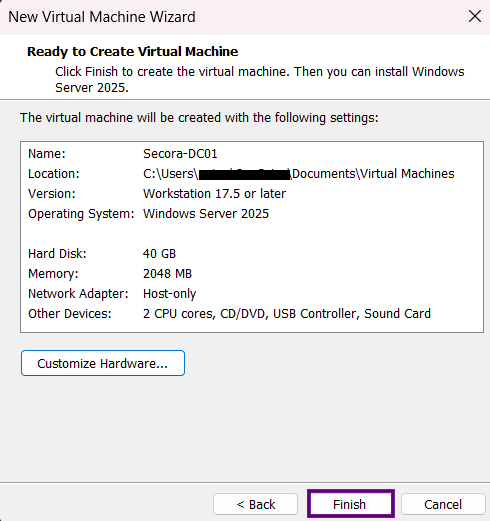 New Virtual Machine Wizard
Ready to Create Virtual Machine
Click Finish to create the virtual machine. Then you can install Windows
Server 2025.
The virtual machine will be created with the following settings:
Name: Secora-DC01
Location: C:\Users\ \Documents\Virtual Machines
Version: Workstation 17.5 or later
Operating System: Windows Server 2025
Hard Disk: 40 GB
Memory: 2048 MB
Network Adapter: Host-only
Other Devices: 2 CPU cores, CD/DVD, USB Controller, Sound Card
Customize Hardware...
< Back Finish Cancel